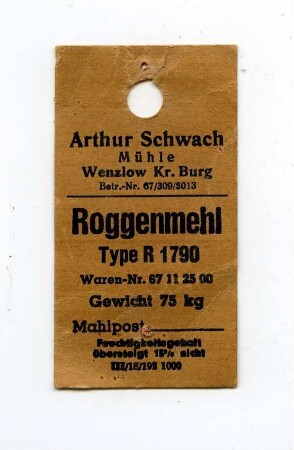 Arthur Schwach
Mühle
Wenzlow Kr. Burg
Betr.-Nr. 67/309/5013
Roggenmehl
Type R 1790
Waren-Nr. 67 11 25 00
Gewicht 75 kg
Mahlpost
Feuchtigkeitsgehalt
übersteigt 15% nicht
III/18/192 1000